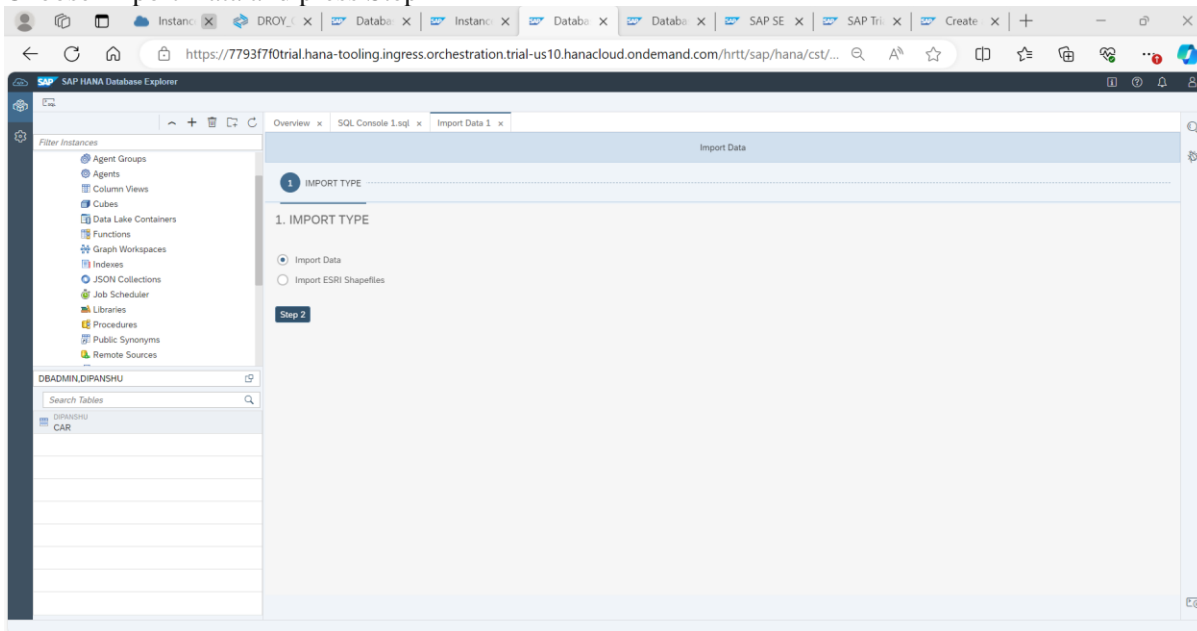 Instanc
DROY_C
Databas
Instanc
Databa
Databa
SAP SE
SAP Tri
Create
https://7793f7f0trial.hana-tooling.ingress.orchestration.trial-us10.hanacloud.ondemand.com/hrtt/sap/hana/cst/...
SAP SAP HANA Database Explorer
Overview x SQL Console 1.sql x Import Data 1 x
Filter Instances
Import Data
Agent Groups
Agents
Column Views
Cubes
Data Lake Containers
Functions
Graph Workspaces
Indexes
JSON Collections
Job Scheduler
Libraries
Procedures
Public Synonyms
Remote Sources
DBADMIN,DIPANSHU
Search Tables
DIPANSHU
CAR
1 IMPORT TYPE
1. IMPORT TYPE
Import Data
Import ESRI Shapefiles
Step 2